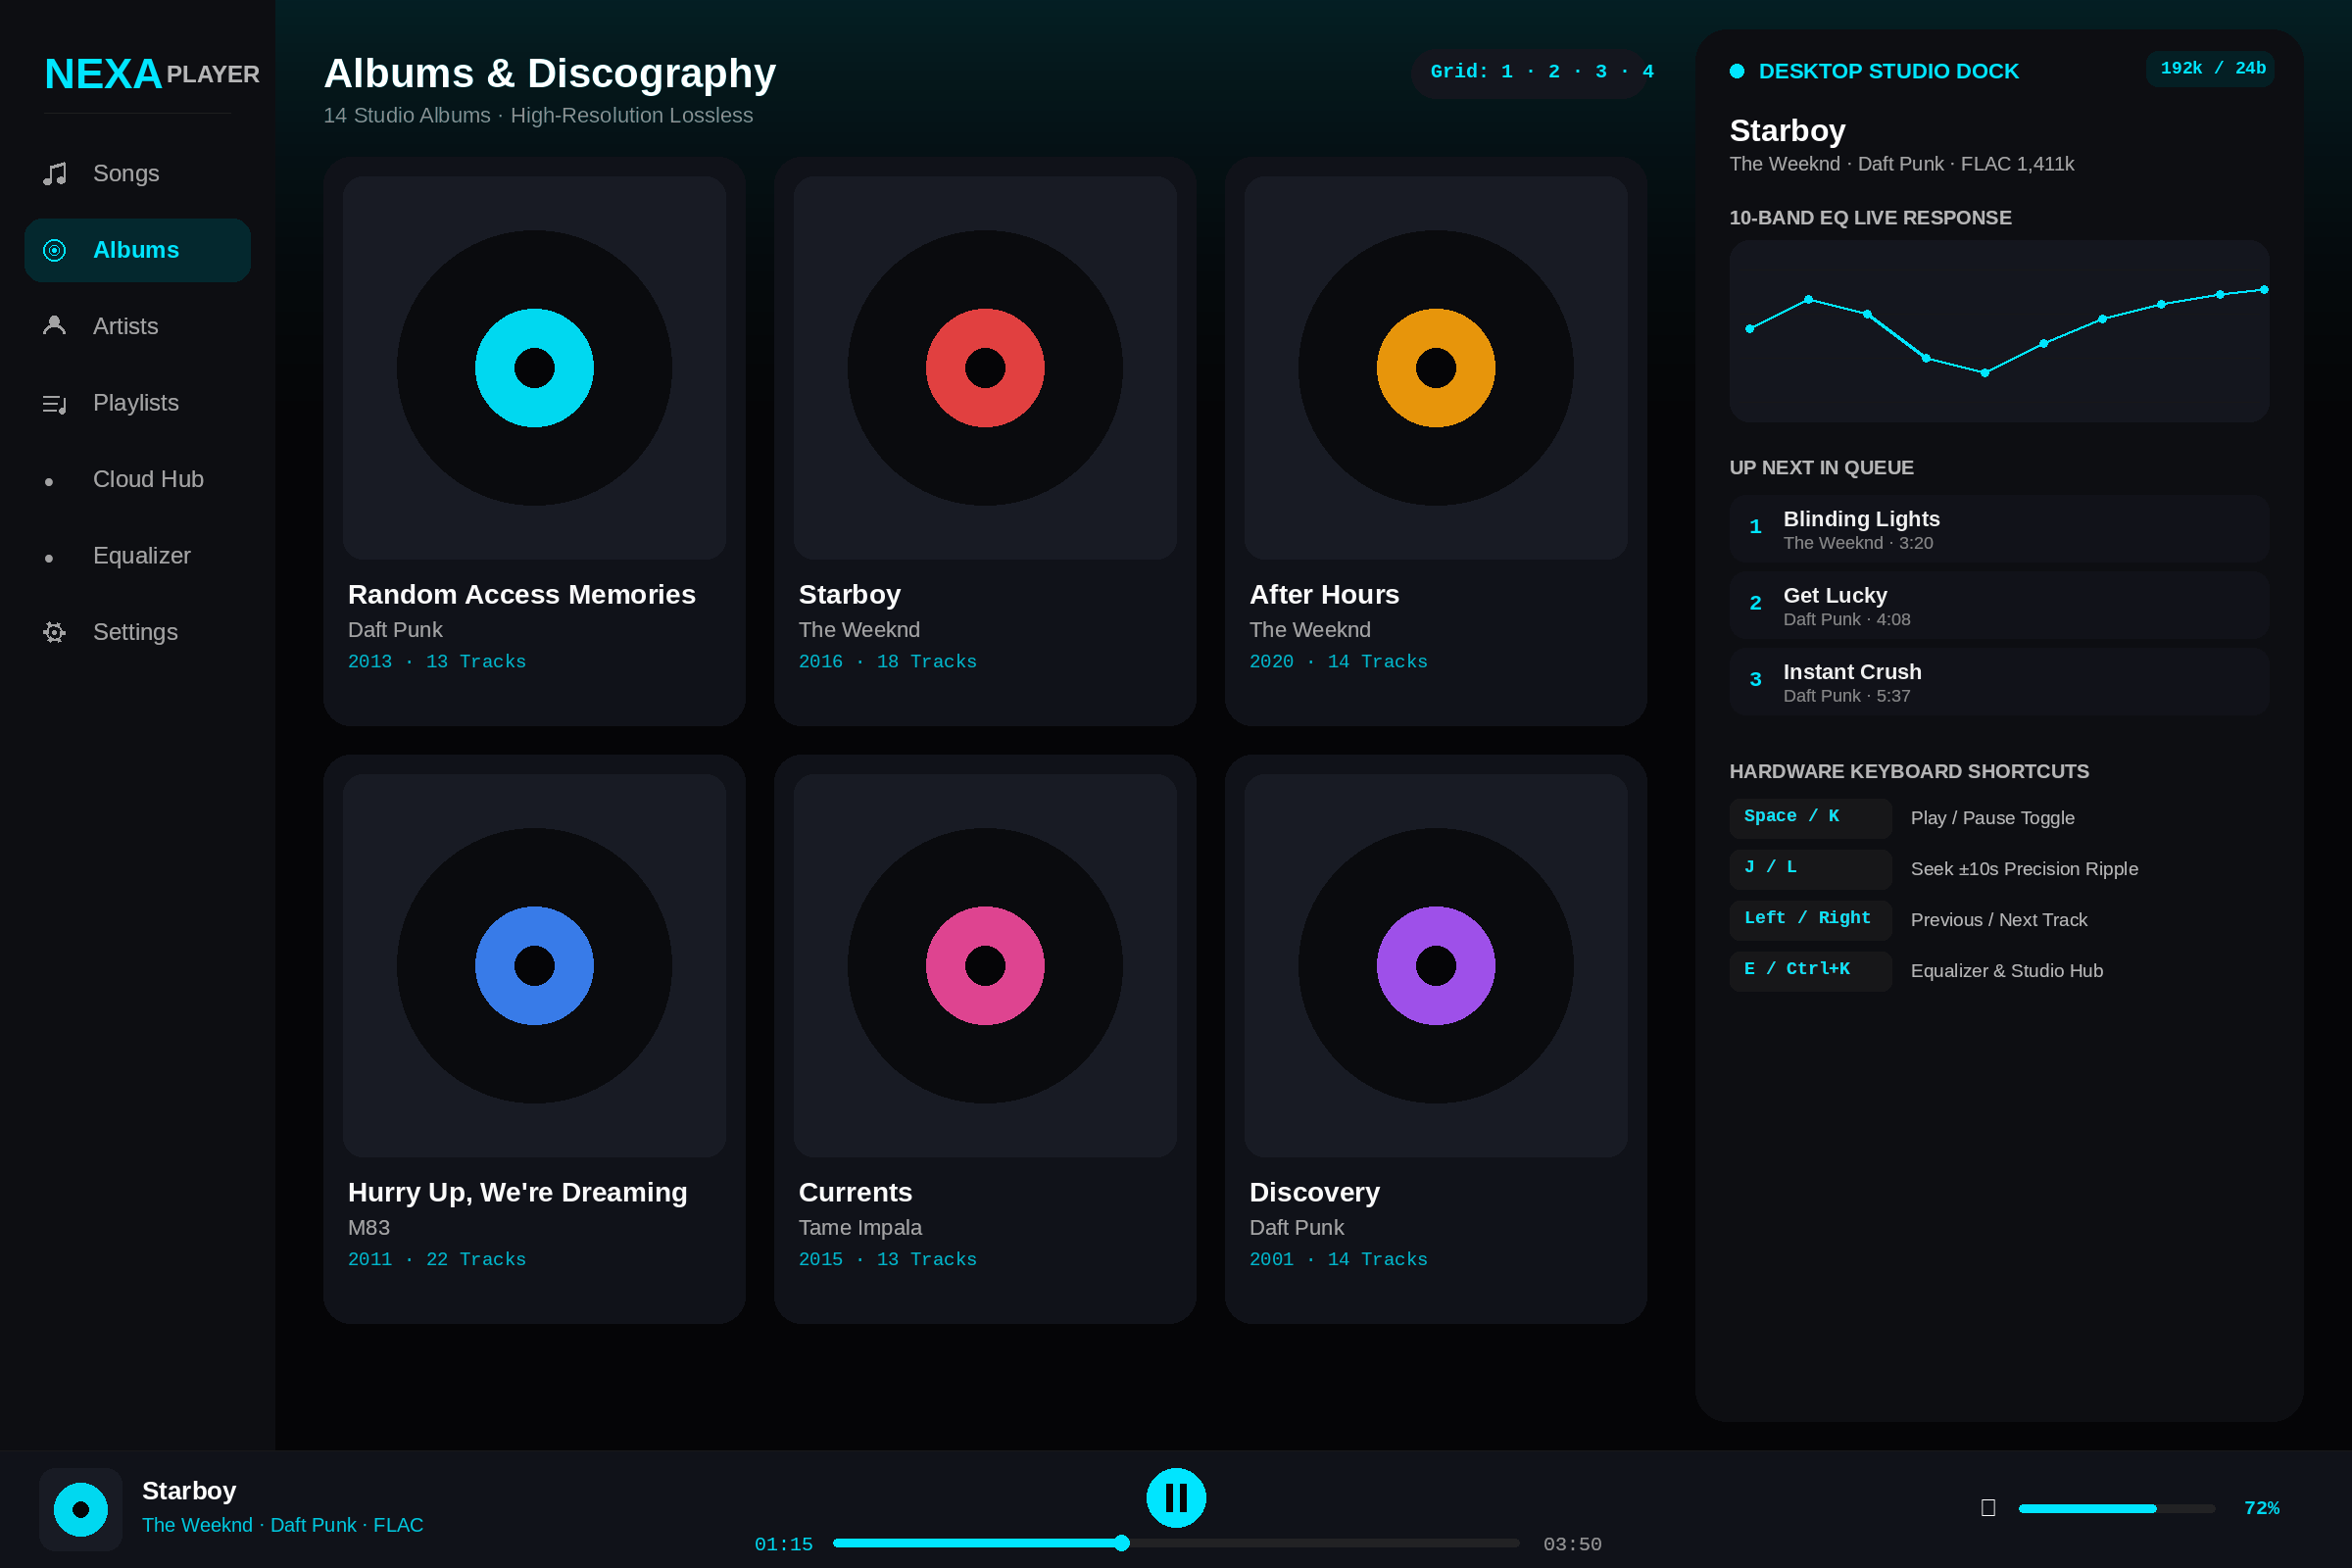 NEXA PLAYER
Songs
Albums
Artists
Playlists
Cloud Hub
Equalizer
Settings
Albums & Discography
14 Studio Albums · High-Resolution Lossless
Grid: 1 · 2 · 3 · 4
Random Access Memories
Daft Punk
2013 · 13 Tracks
Starboy
The Weeknd
2016 · 18 Tracks
After Hours
The Weeknd
2020 · 14 Tracks
Hurry Up, We're Dreaming
M83
2011 · 22 Tracks
Currents
Tame Impala
2015 · 13 Tracks
Discovery
Daft Punk
2001 · 14 Tracks
DESKTOP STUDIO DOCK
192k / 24b
Starboy
The Weeknd · Daft Punk · FLAC 1,411k
10-BAND EQ LIVE RESPONSE
UP NEXT IN QUEUE
1
Blinding Lights
The Weeknd · 3:20
2
Get Lucky
Daft Punk · 4:08
3
Instant Crush
Daft Punk · 5:37
HARDWARE KEYBOARD SHORTCUTS
Space / K Play / Pause Toggle
J / L Seek ±10s Precision Ripple
Left / Right Previous / Next Track
E / Ctrl+K Equalizer & Studio Hub
Starboy
The Weeknd · Daft Punk · FLAC
01:15
03:50
72%